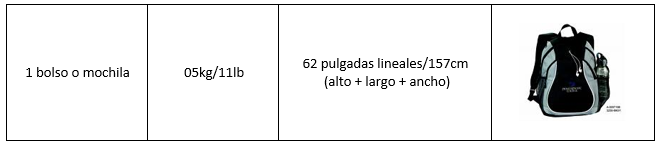 1 bolso o mochila
05kg/11lb
62 pulgadas lineales/157cm
(alto + largo + ancho)